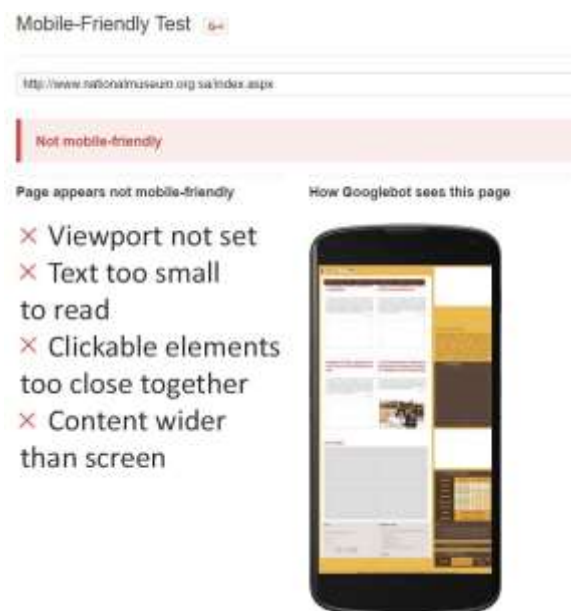 Mobile-Friendly Test
http://www.nationalmuseum.org.sa/index.aspx
Not mobile-friendly
Page appears not mobile-friendly
How Googlebot sees this page
× Viewport not set
× Text too small
to read
× Clickable elements
too close together
× Content wider
than screen